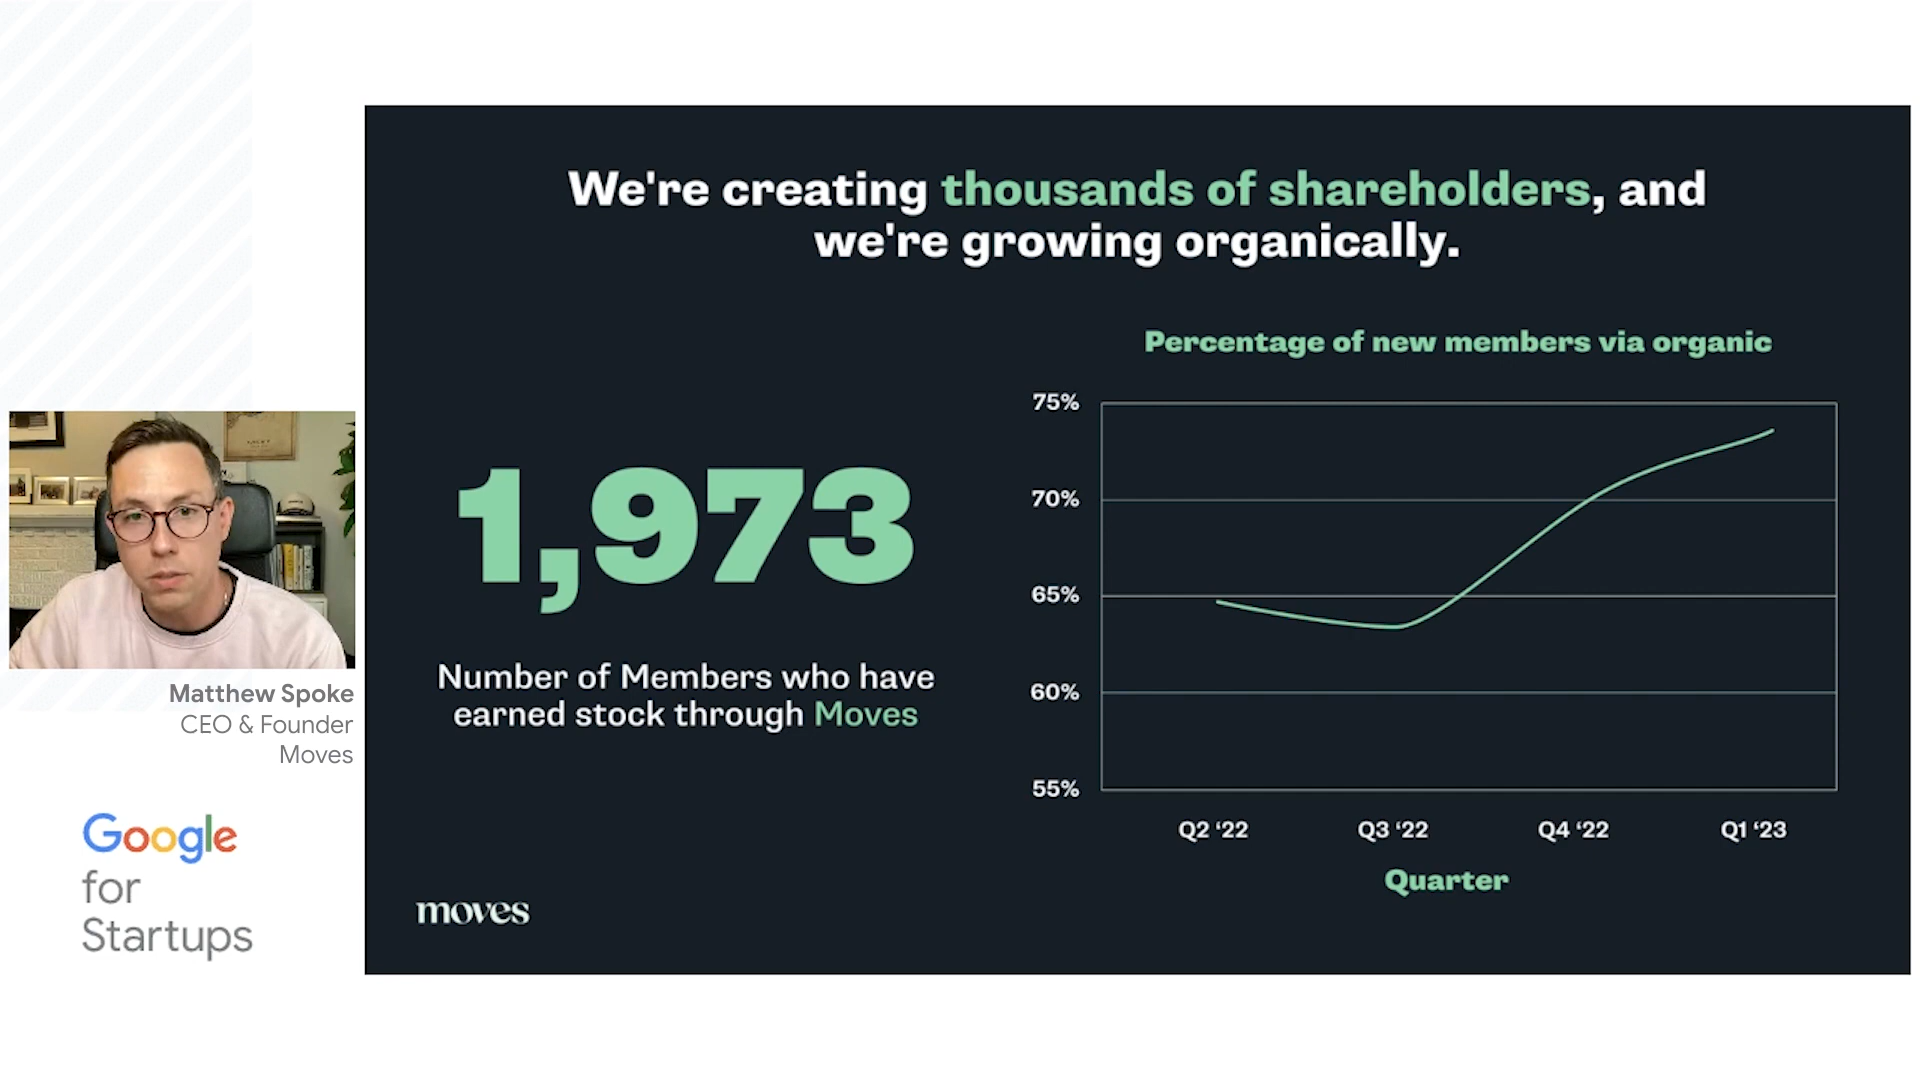 We're creating thousands of shareholders, and
we're growing organically.
Percentage of new members via organic
75%
70%
65%
60%
55%
Q2 ‘22 Q3 ‘22 Q4 ‘22 Q1 ‘23
Quarter
1,973
Number of Members who have
earned stock through Moves
moves
Matthew Spoke
CEO & Founder
Moves
Google
for
Startups